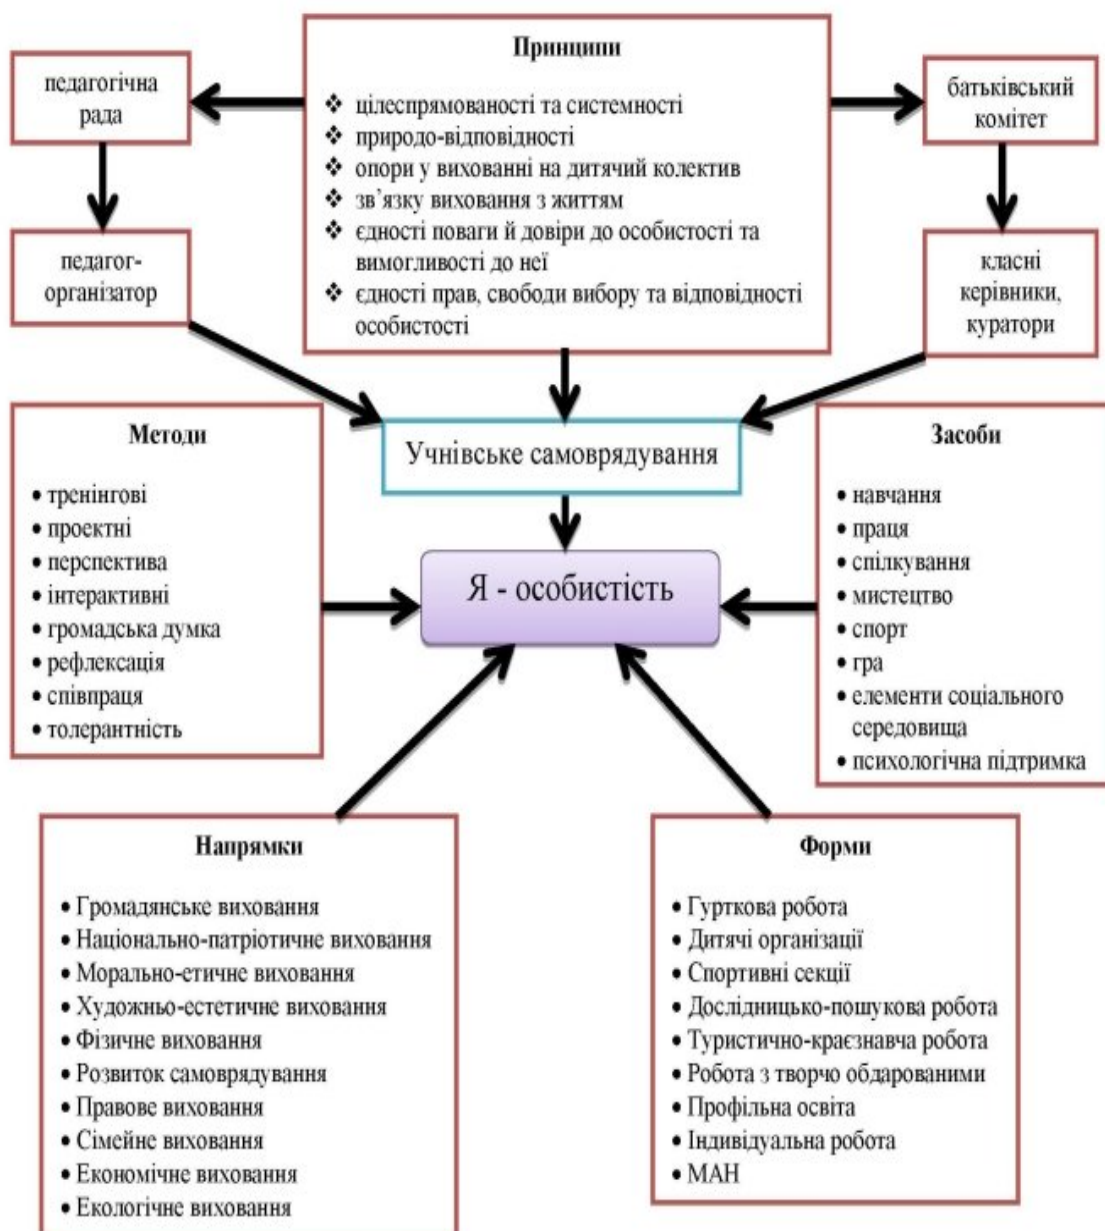 Принципи
❖ цілеспрямованості та системності
❖ природо-відповідності
❖ опори у вихованні на дитячий колектив
❖ зв’язку виховання з життям
❖ єдності поваги й довіри до особистості та
вимогливості до неї
❖ єдності прав, свободи вибору та відповідності
особистості
педагогічна
рада
батьківський
комітет
педагог-
організатор
класні
керівники,
куратори
Учнівське самоврядування
Я - особистість
Методи
• тренінгові
• проектні
• перспектива
• інтерактивні
• громадська думка
• рефлексація
• співпраця
• толерантність
Засоби
• навчання
• праця
• спілкування
• мистецтво
• спорт
• гра
• елементи соціального
середовища
• психологічна підтримка
Напрямки
• Громадянське виховання
• Національно-патріотичне виховання
• Морально-етичне виховання
• Художньо-естетичне виховання
• Фізичне виховання
• Розвиток самоврядування
• Правове виховання
• Сімейне виховання
• Економічне виховання
• Екологічне виховання
Форми
• Гурткова робота
• Дитячі організації
• Спортивні секції
• Дослідницько-пошукова робота
• Туристично-краєзнавча робота
• Робота з творчо обдарованими
• Профільна освіта
• Індивідуальна робота
• МАН